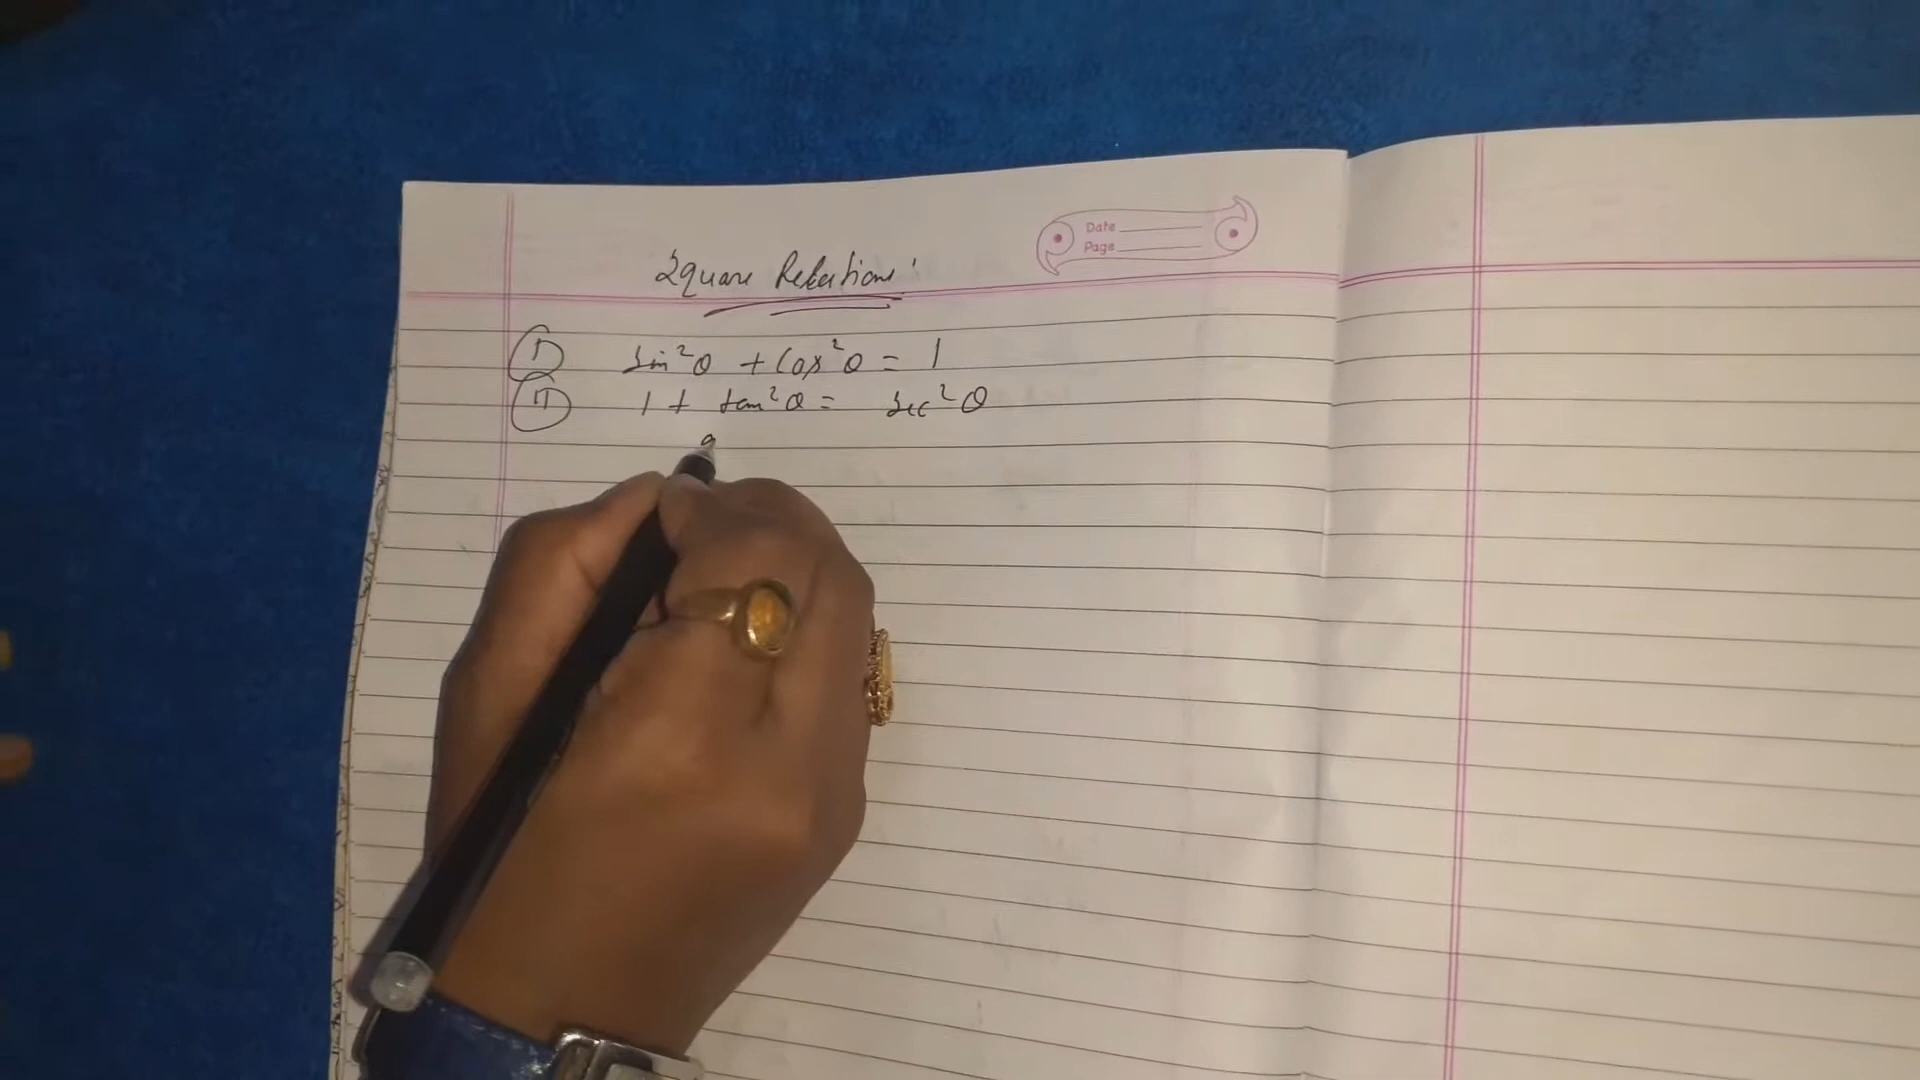 Date
Page
Square Relations:
I sin²θ + Cos²θ = 1
II 1 + tan²θ = sec²θ